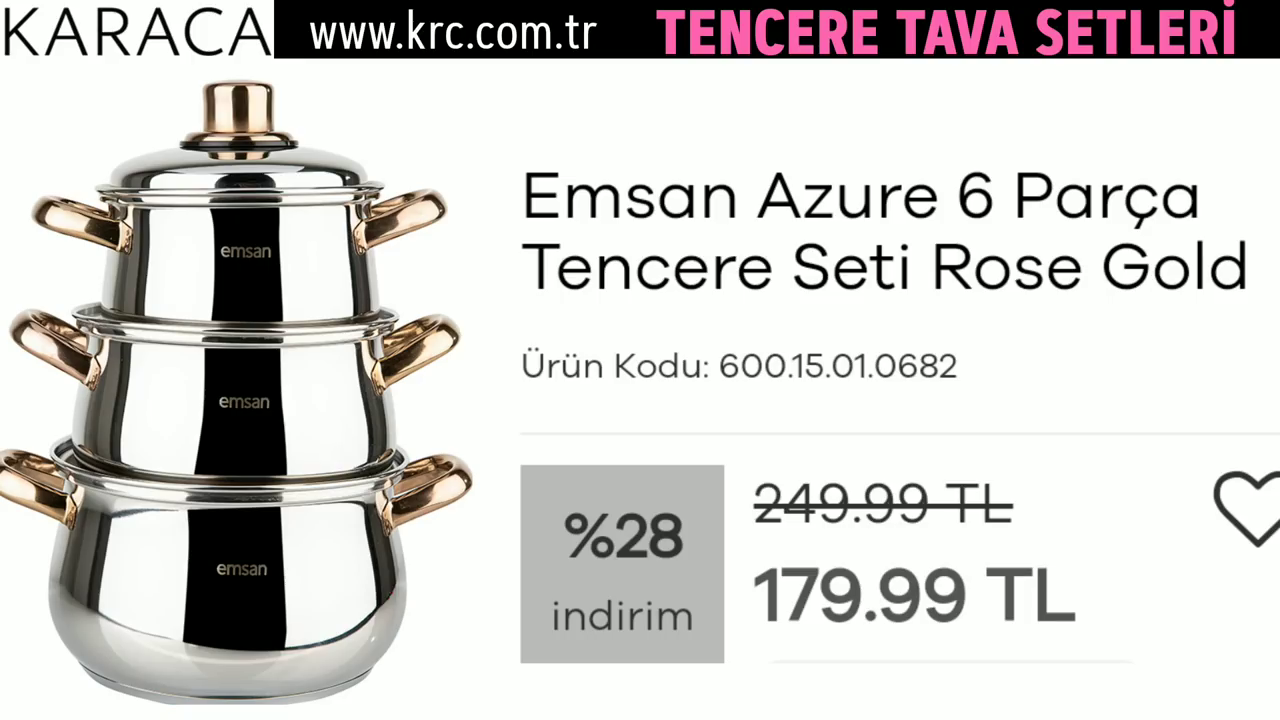 KARACA www.krc.com.tr TENCERE TAVA SETLERİ
emsan
emsan
emsan
Emsan Azure 6 Parça
Tencere Seti Rose Gold
Ürün Kodu: 600.15.01.0682
%28
indirim
249.99 TL
179.99 TL